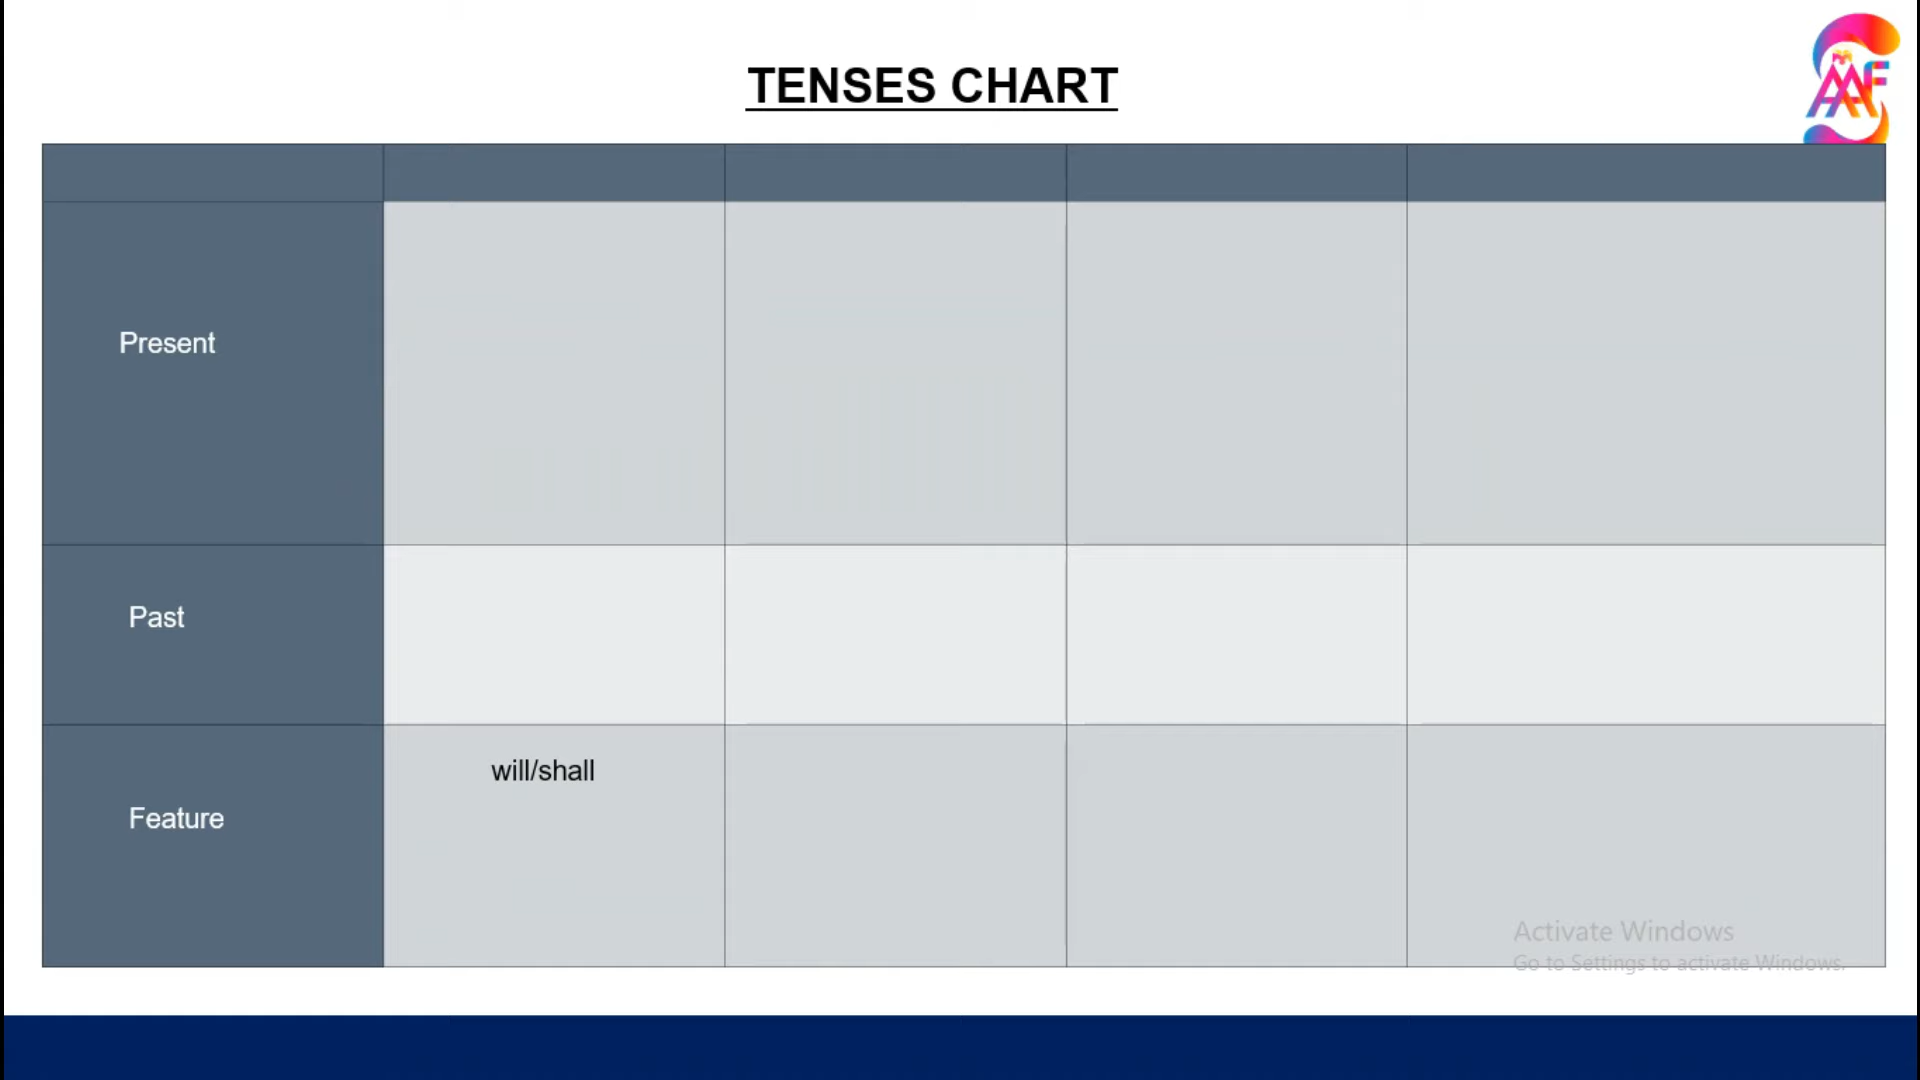 TENSES CHART
Present
Past
will/shall
Feature
Activate Windows
Go to Settings to activate Windows.